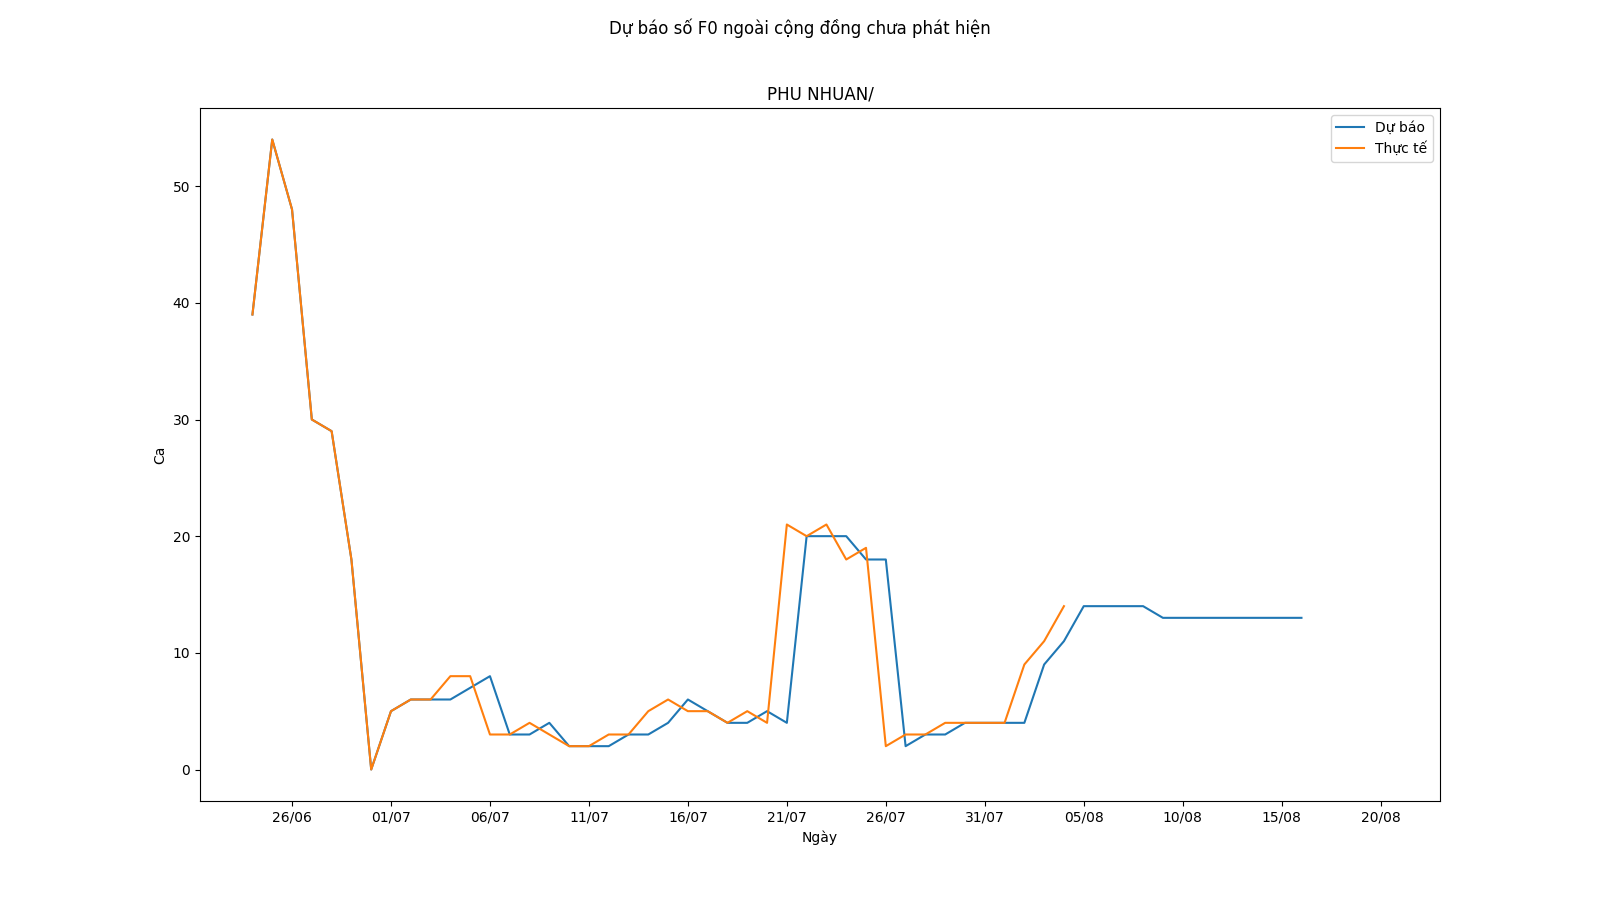 Dự báo số F0 ngoài cộng đồng chưa phát hiện
PHU NHUAN/
Dự báo
Thực tế
50
40
30
20
10
0
Ca
26/06 01/07 06/07 11/07 16/07 21/07 26/07 31/07 05/08 10/08 15/08 20/08
Ngày